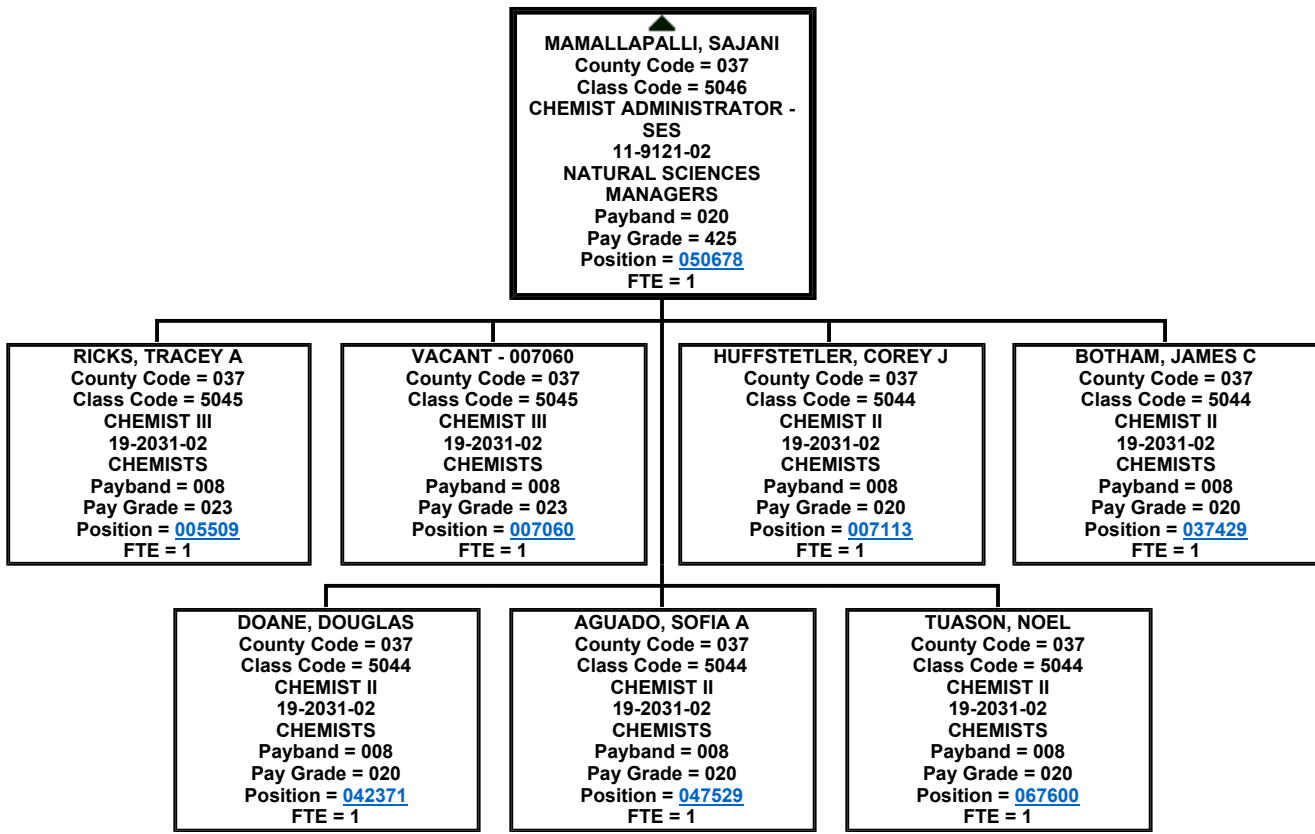 MAMALLAPALLI, SAJANI
County Code = 037
Class Code = 5046
CHEMIST ADMINISTRATOR -
SES
11-9121-02
NATURAL SCIENCES
MANAGERS
Payband = 020
Pay Grade = 425
Position = 050678
FTE = 1
RICKS, TRACEY A
County Code = 037
Class Code = 5045
CHEMIST III
19-2031-02
CHEMISTS
Payband = 008
Pay Grade = 023
Position = 005509
FTE = 1
VACANT - 007060
County Code = 037
Class Code = 5045
CHEMIST III
19-2031-02
CHEMISTS
Payband = 008
Pay Grade = 023
Position = 007060
FTE = 1
HUFFSTETLER, COREY J
County Code = 037
Class Code = 5044
CHEMIST II
19-2031-02
CHEMISTS
Payband = 008
Pay Grade = 020
Position = 007113
FTE = 1
BOTHAM, JAMES C
County Code = 037
Class Code = 5044
CHEMIST II
19-2031-02
CHEMISTS
Payband = 008
Pay Grade = 020
Position = 037429
FTE = 1
DOANE, DOUGLAS
County Code = 037
Class Code = 5044
CHEMIST II
19-2031-02
CHEMISTS
Payband = 008
Pay Grade = 020
Position = 042371
FTE = 1
AGUADO, SOFIA A
County Code = 037
Class Code = 5044
CHEMIST II
19-2031-02
CHEMISTS
Payband = 008
Pay Grade = 020
Position = 047529
FTE = 1
TUASON, NOEL
County Code = 037
Class Code = 5044
CHEMIST II
19-2031-02
CHEMISTS
Payband = 008
Pay Grade = 020
Position = 067600
FTE = 1